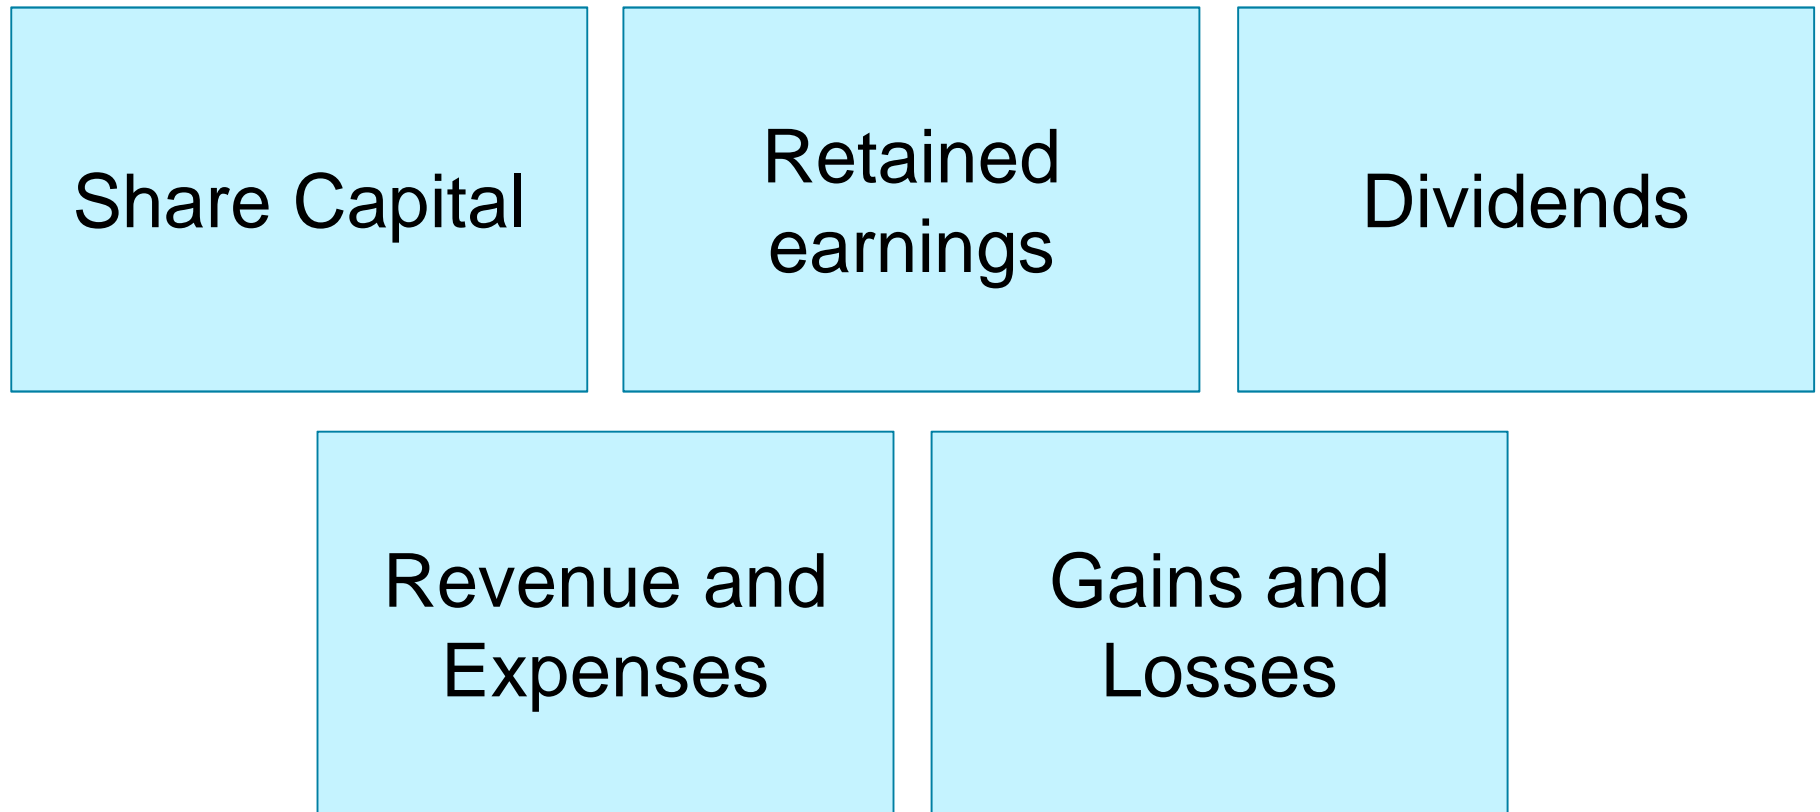 Share Capital
Retained
earnings
Dividends
Revenue and
Expenses
Gains and
Losses